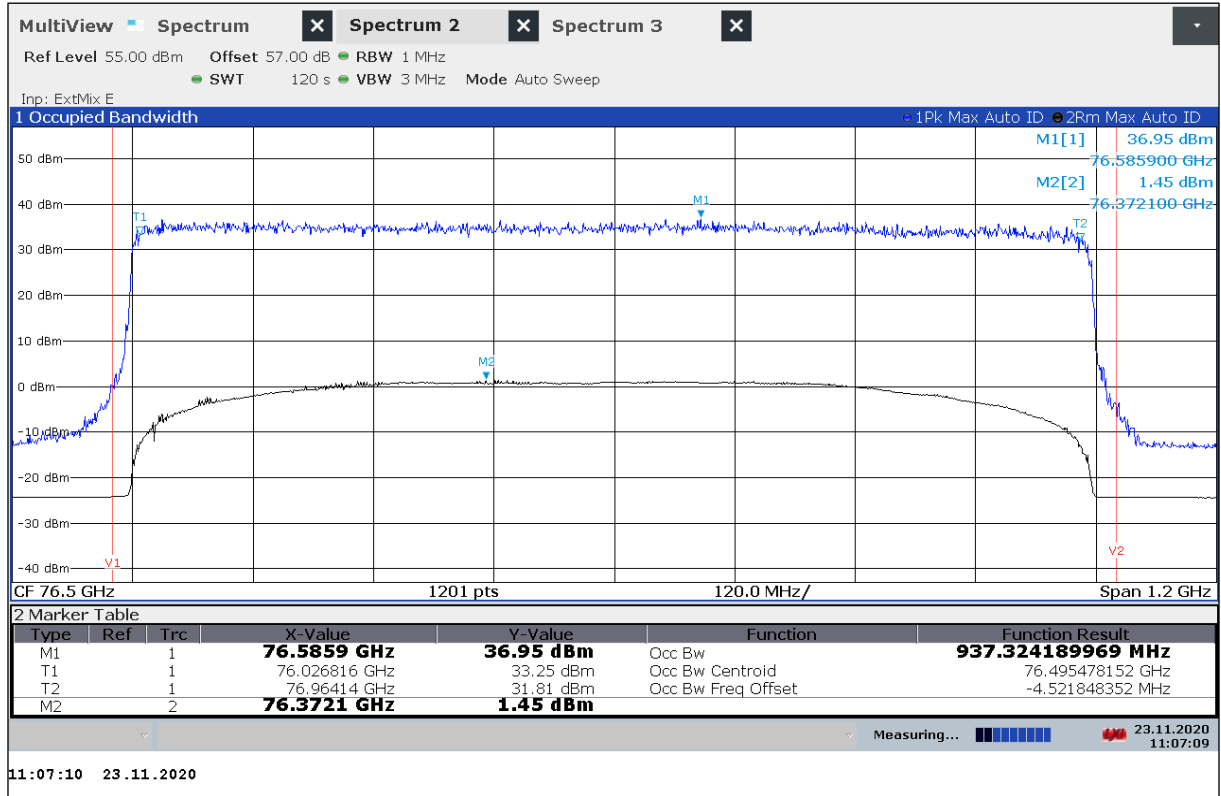 MultiView Spectrum Spectrum 2 Spectrum 3
Ref Level 55.00 dBm Offset 57.00 dB RBW 1 MHz
SWT 120 s VBW 3 MHz Mode Auto Sweep
Inp: ExtMix E
1 Occupied Bandwidth 1Pk Max Auto ID 2Rm Max Auto ID
M1[1] 36.95 dBm
50 dBm 76.585900 GHz
M2[2] 1.45 dBm
40 dBm M1 76.372100 GHz
T1 T2
30 dBm
20 dBm
10 dBm
M2
0 dBm
-10 dBm
-20 dBm
-30 dBm
V2
-40 dBm V1
CF 76.5 GHz 1201 pts 120.0 MHz/ Span 1.2 GHz
2 Marker Table
Type Ref Trc X-Value Y-Value Function Function Result
M1 1 76.5859 GHz 36.95 dBm Occ Bw 937.324189969 MHz
T1 1 76.026816 GHz 33.25 dBm Occ Bw Centroid 76.495478152 GHz
T2 1 76.96414 GHz 31.81 dBm Occ Bw Freq Offset -4.521848352 MHz
M2 2 76.3721 GHz 1.45 dBm
Measuring... LXI 23.11.2020
11:07:09
11:07:10 23.11.2020